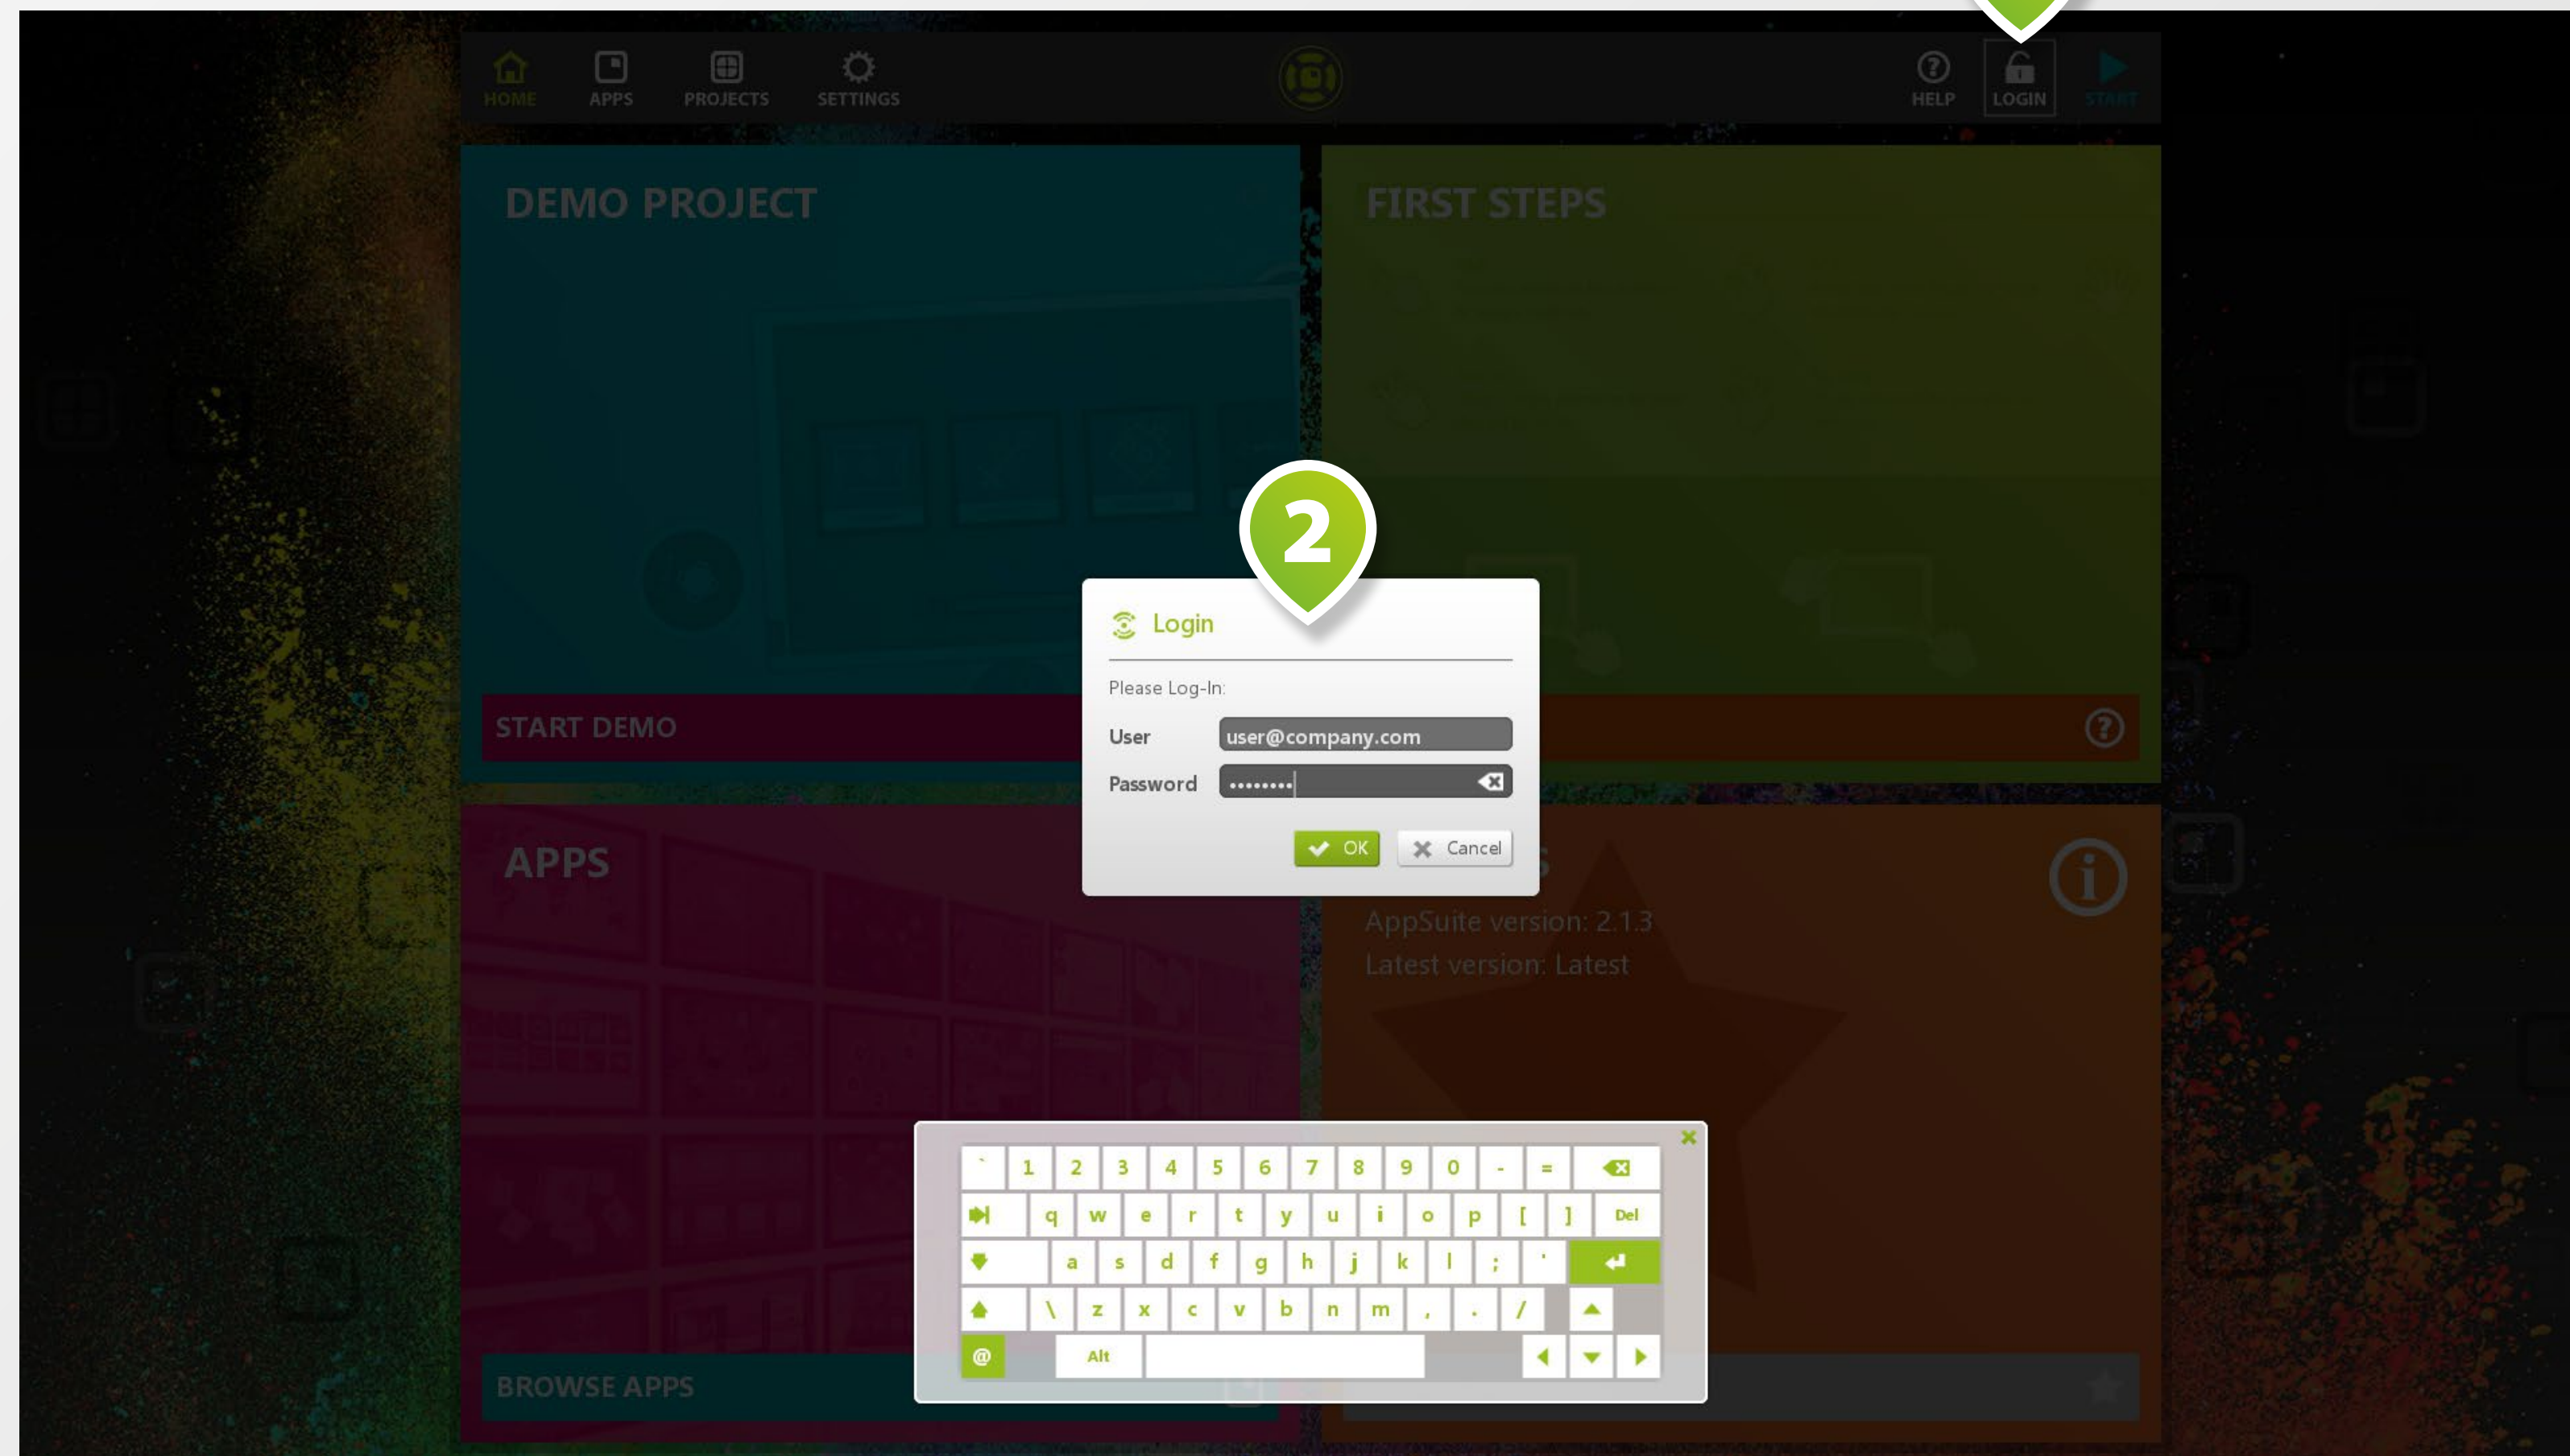 HOME APPS PROJECTS SETTINGS HELP LOGIN START
DEMO PROJECT
FIRST STEPS
2
Login
Please Log-In:
User user@company.com
Password ••••••••
OK Cancel
START DEMO
?
APPS
S
i
AppSuite version: 2.1.3
Latest version: Latest
` 1 2 3 4 5 6 7 8 9 0 - =
q w e r t y u i o p [ ] Del
a s d f g h j k l ; '
\ z x c v b n m , . /
@ Alt
BROWSE APPS